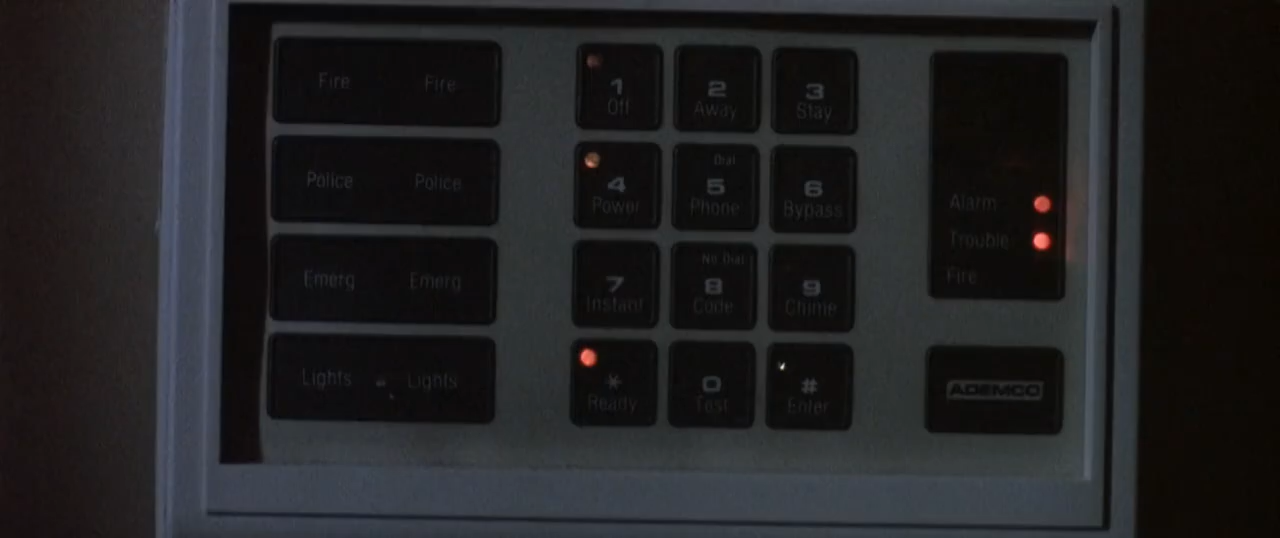 Fire Fire
Police Police
Emerg Emerg
Lights Lights
1
Off
2
Away
3
Stay
4
Power
Dial
5
Phone
6
Bypass
7
Instant
No Dial
8
Code
9
Chime
*
Ready
0
Test
#
Enter
Alarm
Trouble
Fire
ADEMCO